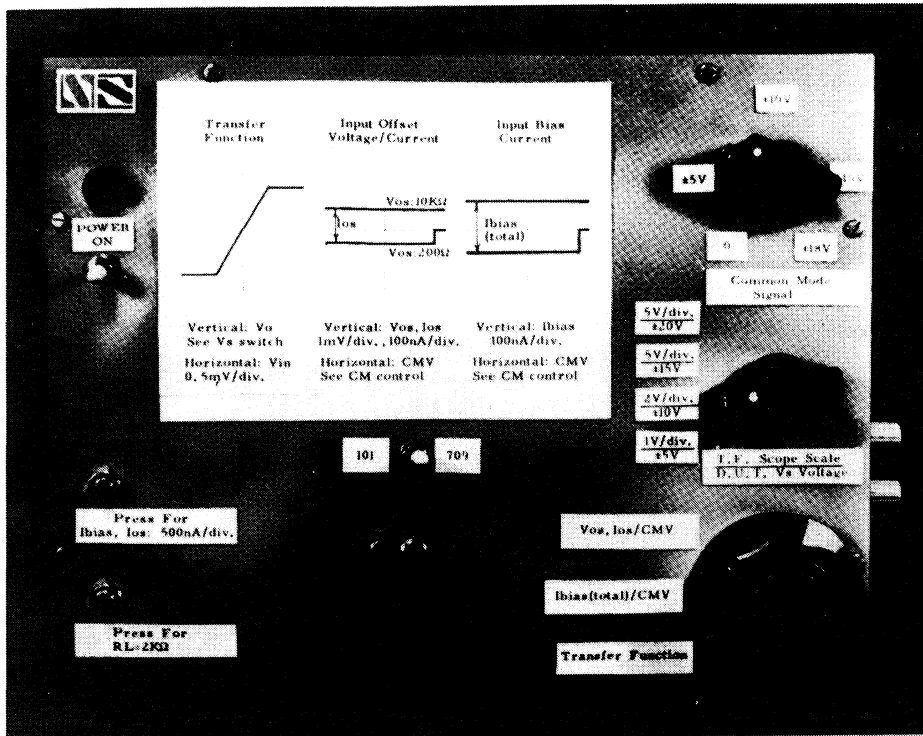 Transfer
Function
Input Offset
Voltage/Current
Input Bias
Current
Vos:10KΩ
Ios
Vos:200Ω
Ibias
(total)
Vertical: Vo
See Vs switch
Horizontal: Vin
0.5mV/div.
Vertical: Vos, Ios
1mV/div., 100nA/div.
Horizontal: CMV
See CM control
Vertical: Ibias
100nA/div.
Horizontal: CMV
See CM control
POWER
ON
±10V
±5V
0
±18V
Common Mode
Signal
5V/div.
±20V
5V/div.
±15V
2V/div.
±10V
1V/div.
±5V
T.F. Scope Scale
D.U.T. Vs Voltage
101
709
Press For
Ibias, Ios: 500nA/div.
Press For
RL=2KΩ
Vos, Ios/CMV
Ibias(total)/CMV
Transfer Function